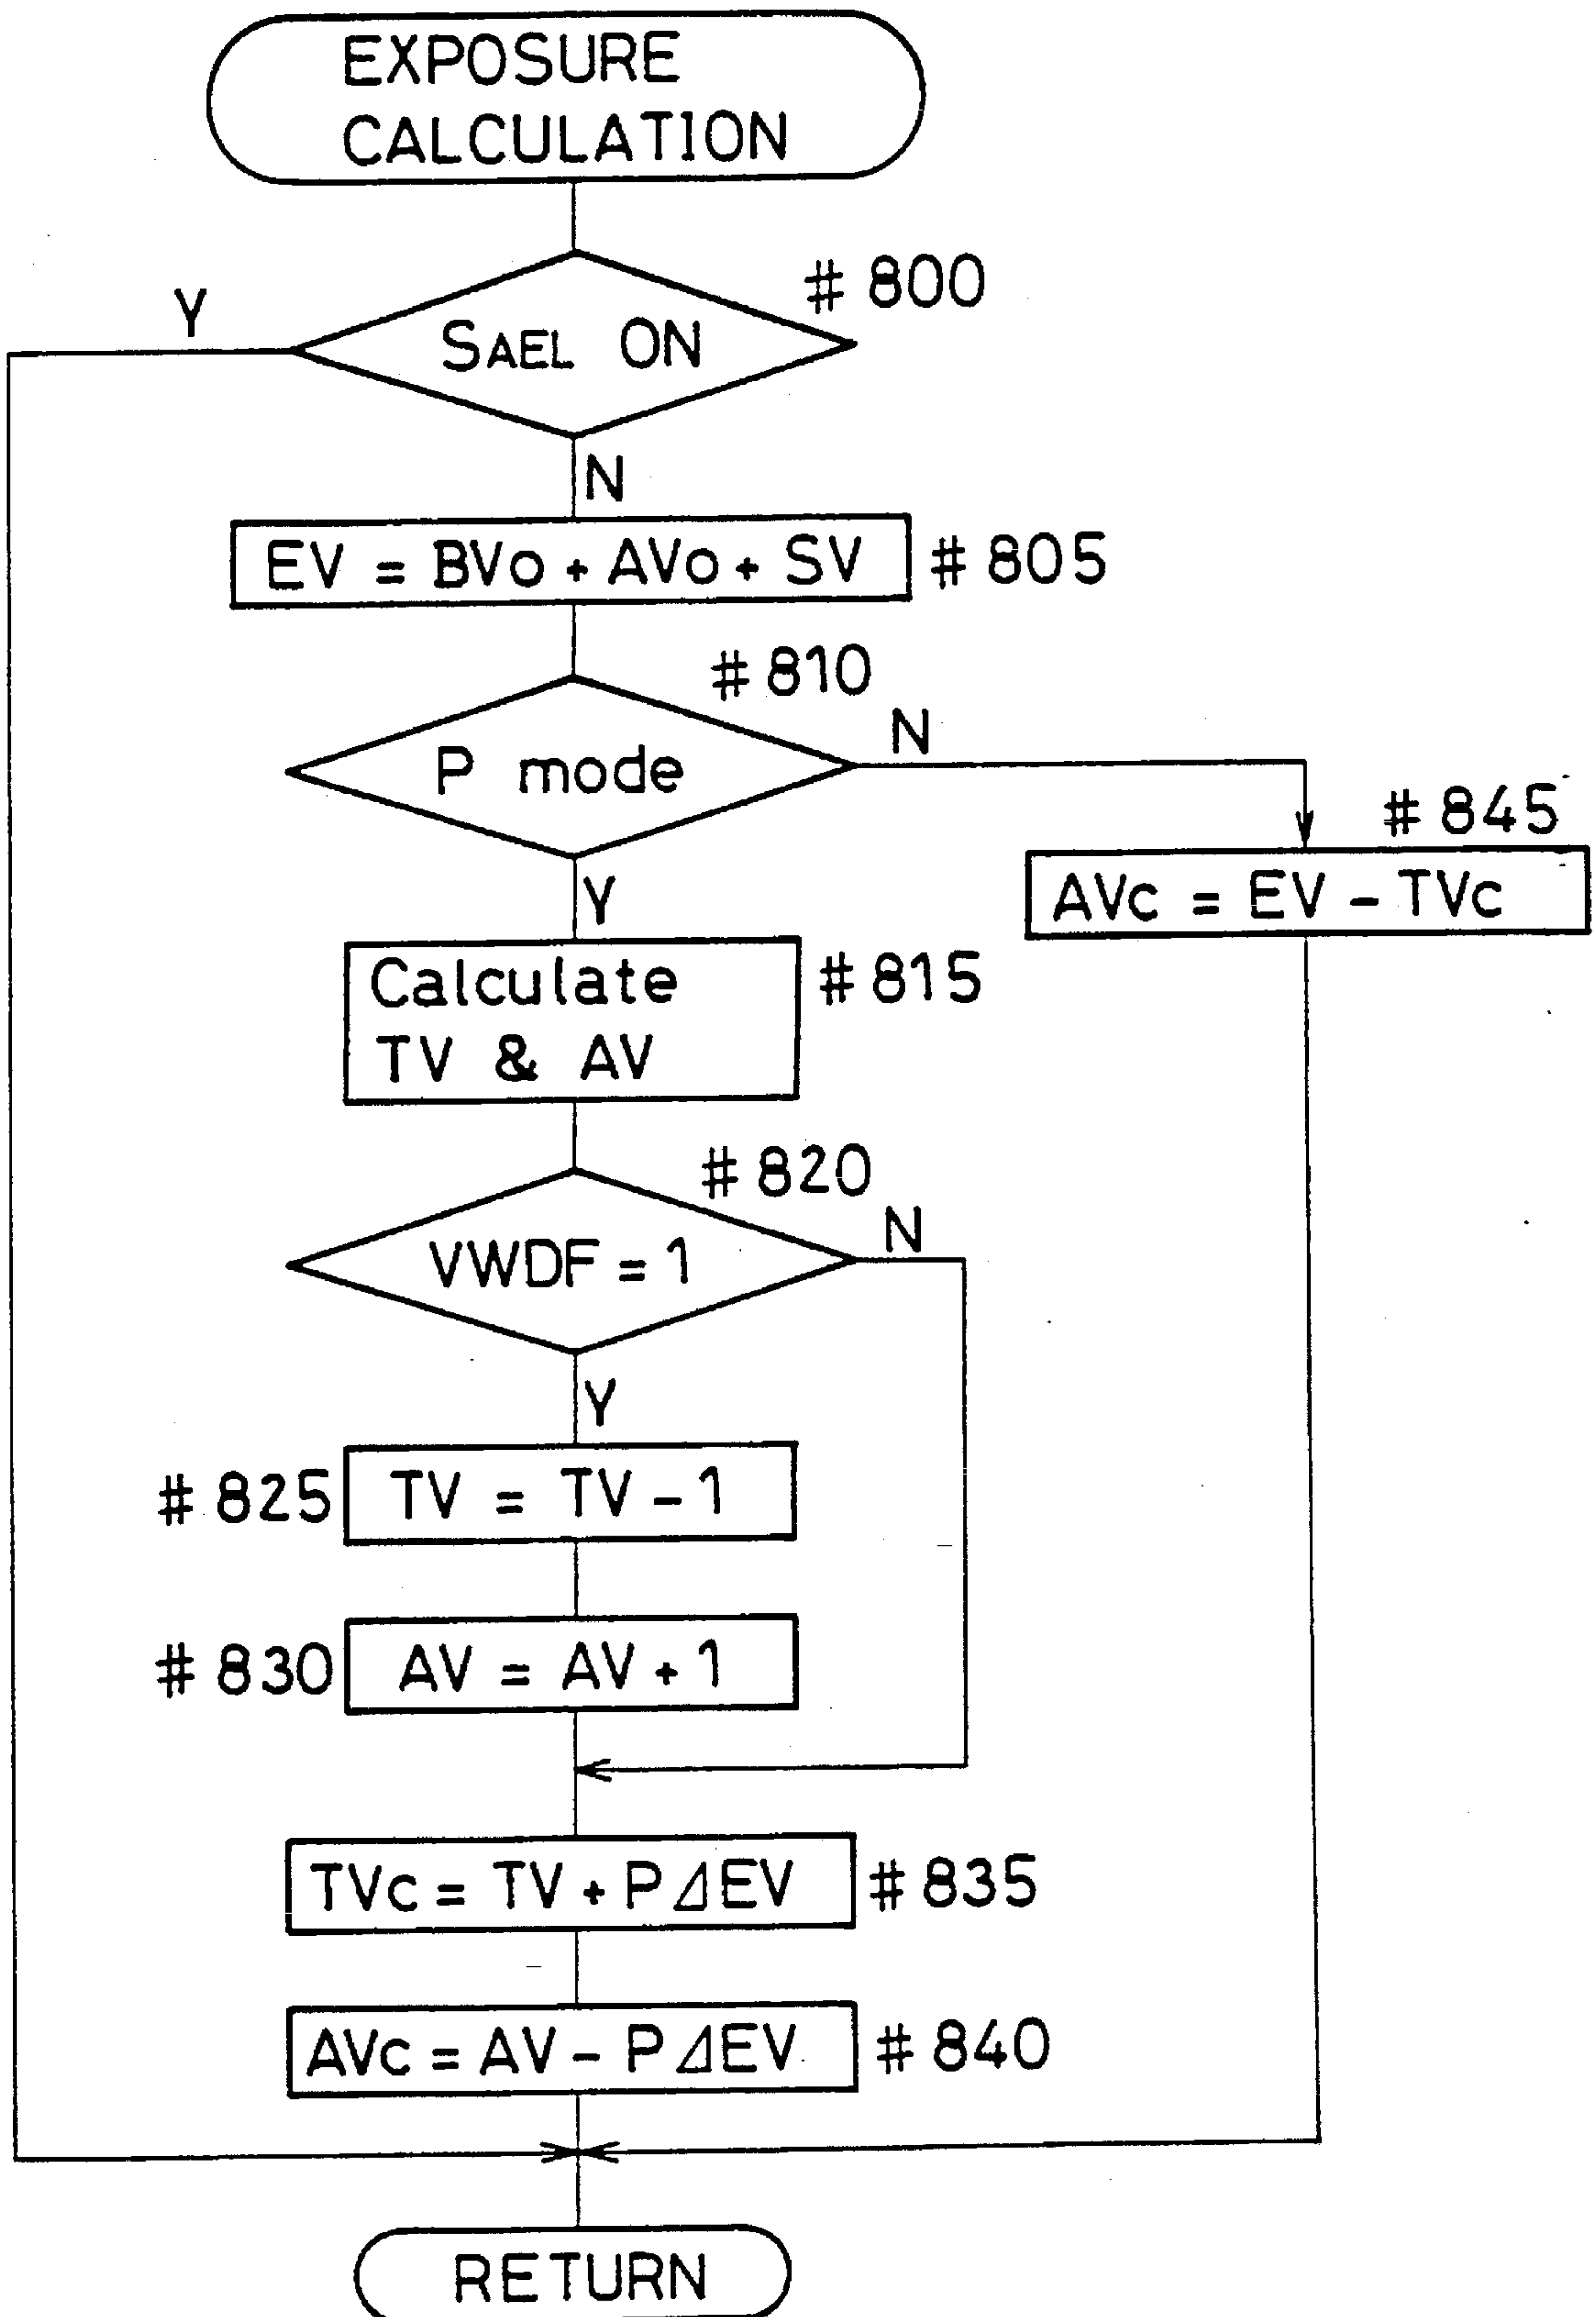 EXPOSURE
CALCULATION
# 800
Y
SAEL ON
N
EV = BVo + AVo + SV
# 805
# 810
P mode
N
# 845
AVc = EV - TVc
Y
Calculate
TV & AV
# 815
# 820
VWDF = 1
N
Y
# 825
TV = TV - 1
# 830
AV = AV + 1
TVc = TV + P⊿EV
# 835
AVc = AV - P⊿EV
# 840
RETURN